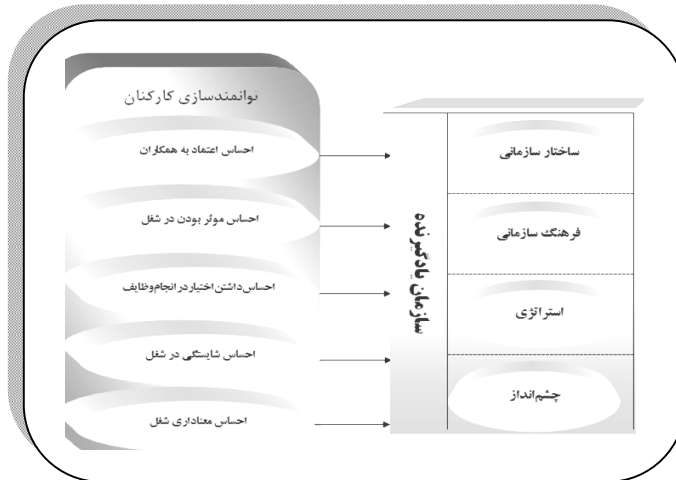 توانمندسازی کارکنان
احساس اعتماد به همکاران
احساس موثر بودن در شغل
احساس داشتن اختیار در انجام وظایف
احساس شایستگی در شغل
احساس معناداری شغل
سازمان یادگیرنده
ساختار سازمانی
فرهنگ سازمانی
استراتژی
چشم‌انداز